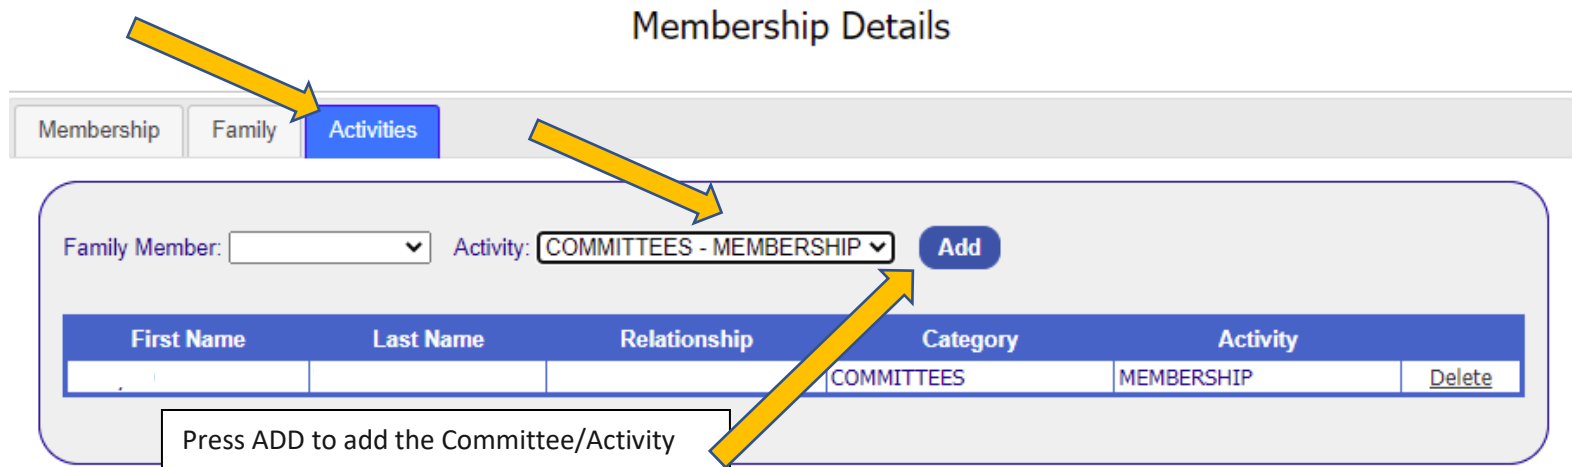 Membership Details
Membership Family Activities
Family Member: Activity: COMMITTEES - MEMBERSHIP Add
First Name Last Name Relationship Category Activity
COMMITTEES MEMBERSHIP Delete
Press ADD to add the Committee/Activity